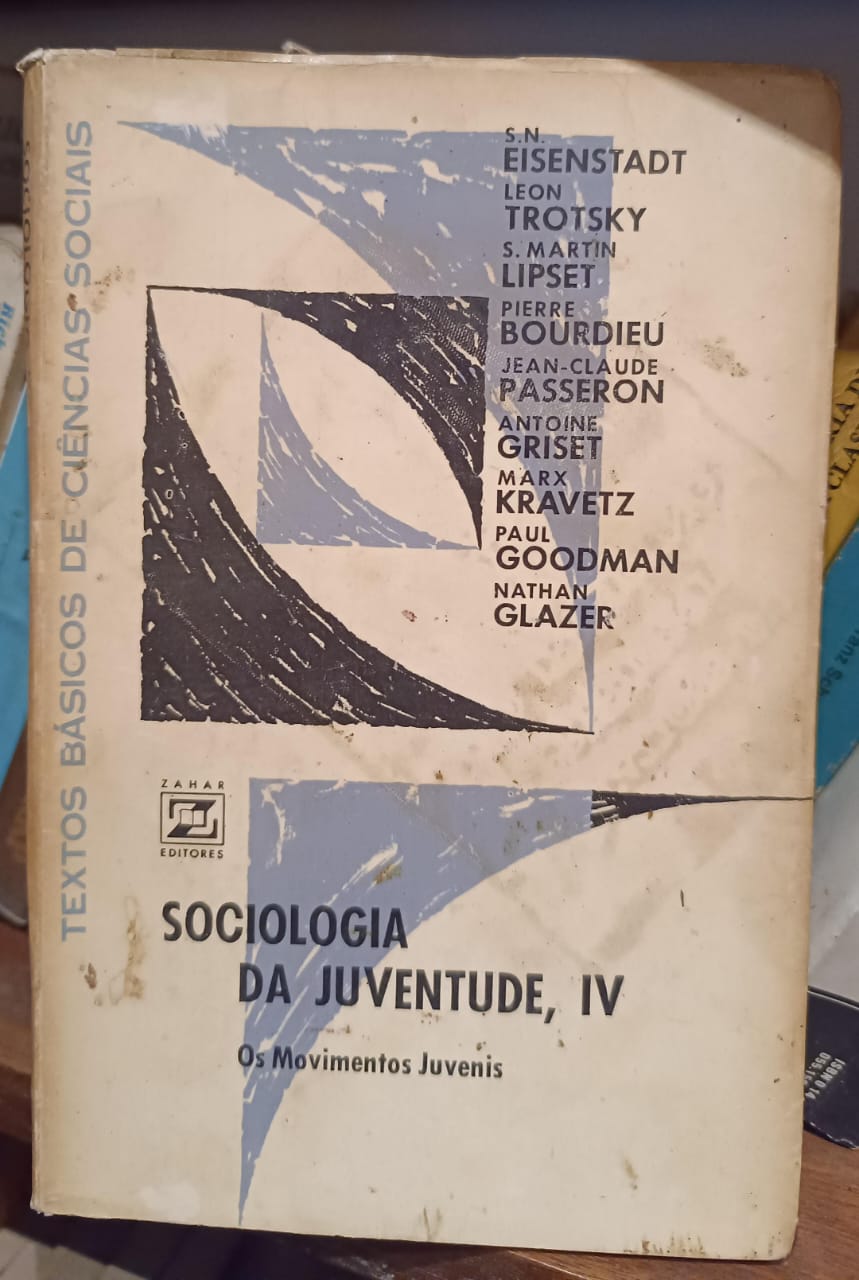 TEXTOS BÁSICOS DE CIÊNCIAS SOCIAIS
S.N.
EISENSTADT
LEON
TROTSKY
S. MARTIN
LIPSET
PIERRE
BOURDIEU
JEAN-CLAUDE
PASSERON
ANTOINE
GRISET
MARX
KRAVETZ
PAUL
GOODMAN
NATHAN
GLAZER
ZAHAR
EDITORES
SOCIOLOGIA
DA JUVENTUDE, IV
Os Movimentos Juvenis